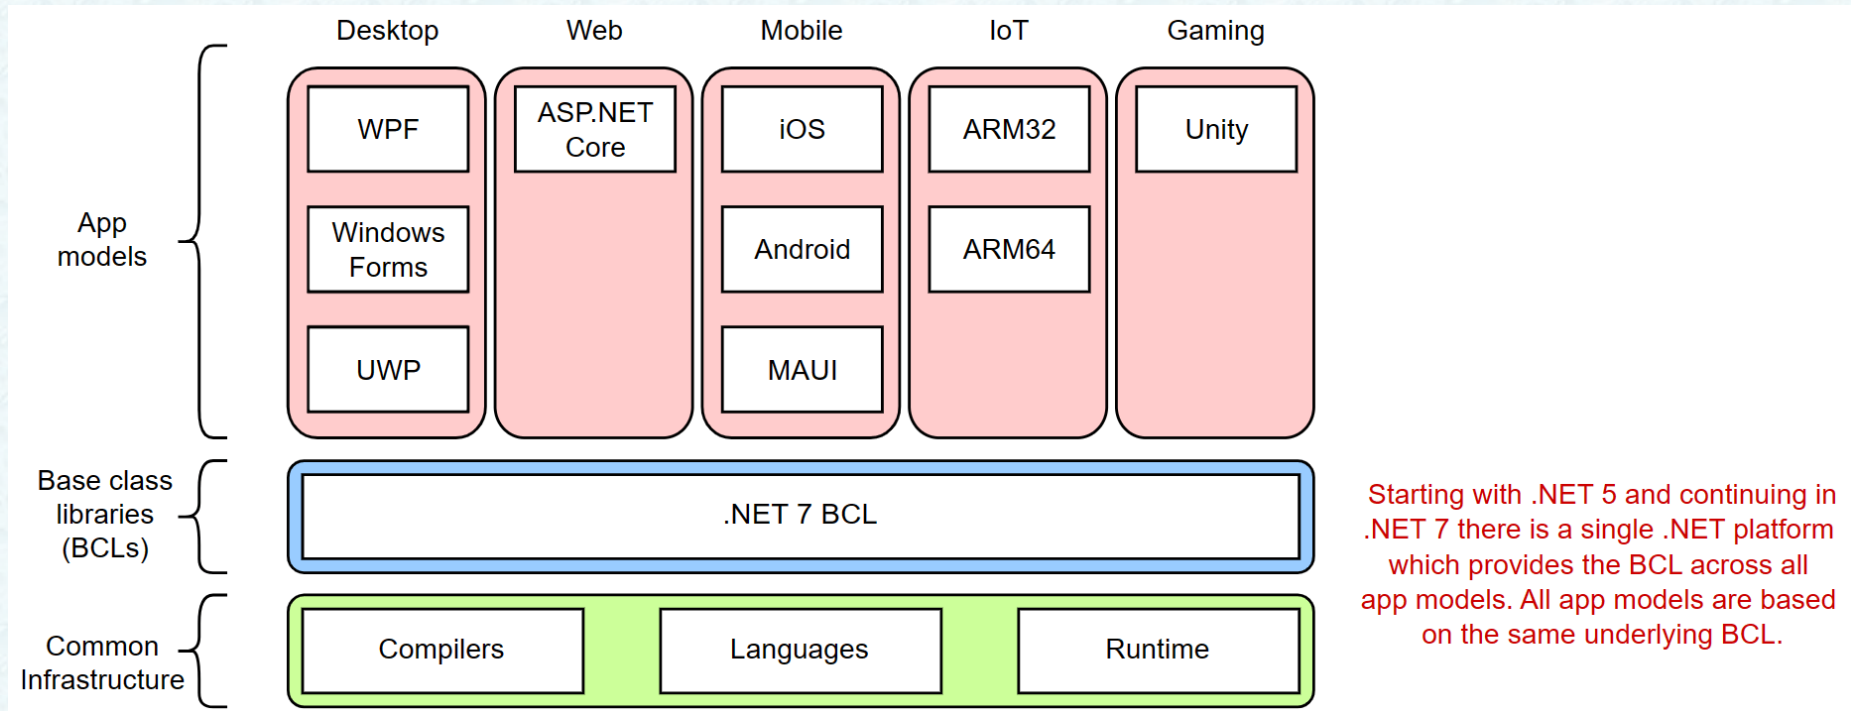 Desktop
Web
Mobile
IoT
Gaming
App
models
WPF
ASP.NET
Core
iOS
ARM32
Unity
Windows
Forms
Android
ARM64
UWP
MAUI
Base class
libraries
(BCLs)
.NET 7 BCL
Starting with .NET 5 and continuing in
.NET 7 there is a single .NET platform
which provides the BCL across all
app models. All app models are based
on the same underlying BCL.
Common
Infrastructure
Compilers
Languages
Runtime